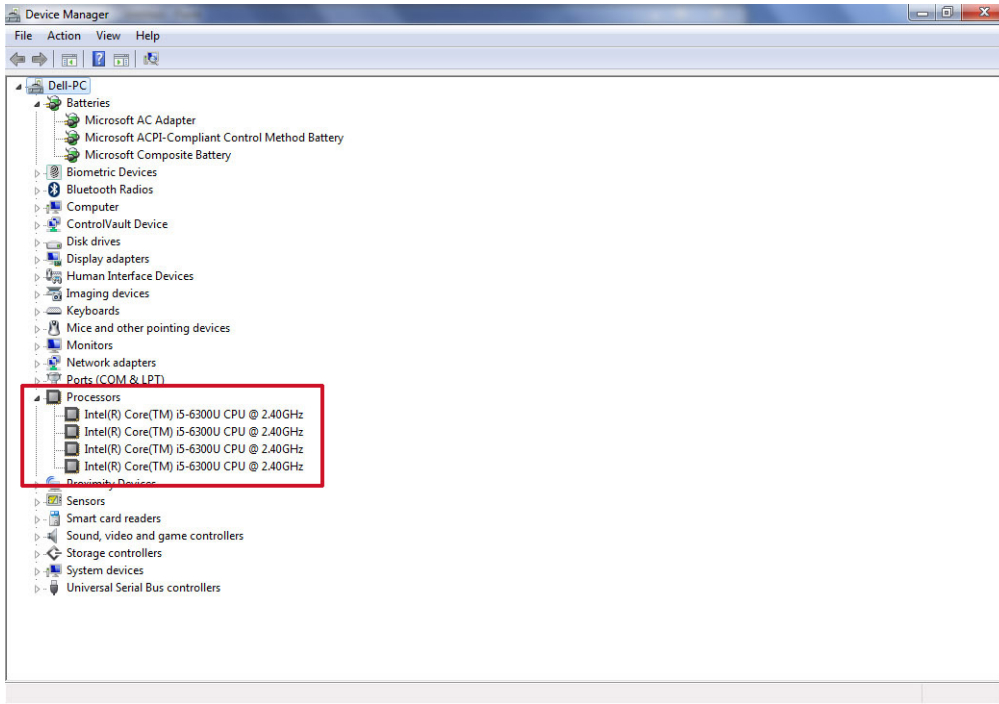 Device Manager
File Action View Help
Dell-PC
Batteries
Microsoft AC Adapter
Microsoft ACPI-Compliant Control Method Battery
Microsoft Composite Battery
Biometric Devices
Bluetooth Radios
Computer
ControlVault Device
Disk drives
Display adapters
Human Interface Devices
Imaging devices
Keyboards
Mice and other pointing devices
Monitors
Network adapters
Ports (COM & LPT)
Processors
Intel(R) Core(TM) i5-6300U CPU @ 2.40GHz
Intel(R) Core(TM) i5-6300U CPU @ 2.40GHz
Intel(R) Core(TM) i5-6300U CPU @ 2.40GHz
Intel(R) Core(TM) i5-6300U CPU @ 2.40GHz
Proximity Devices
Sensors
Smart card readers
Sound, video and game controllers
Storage controllers
System devices
Universal Serial Bus controllers